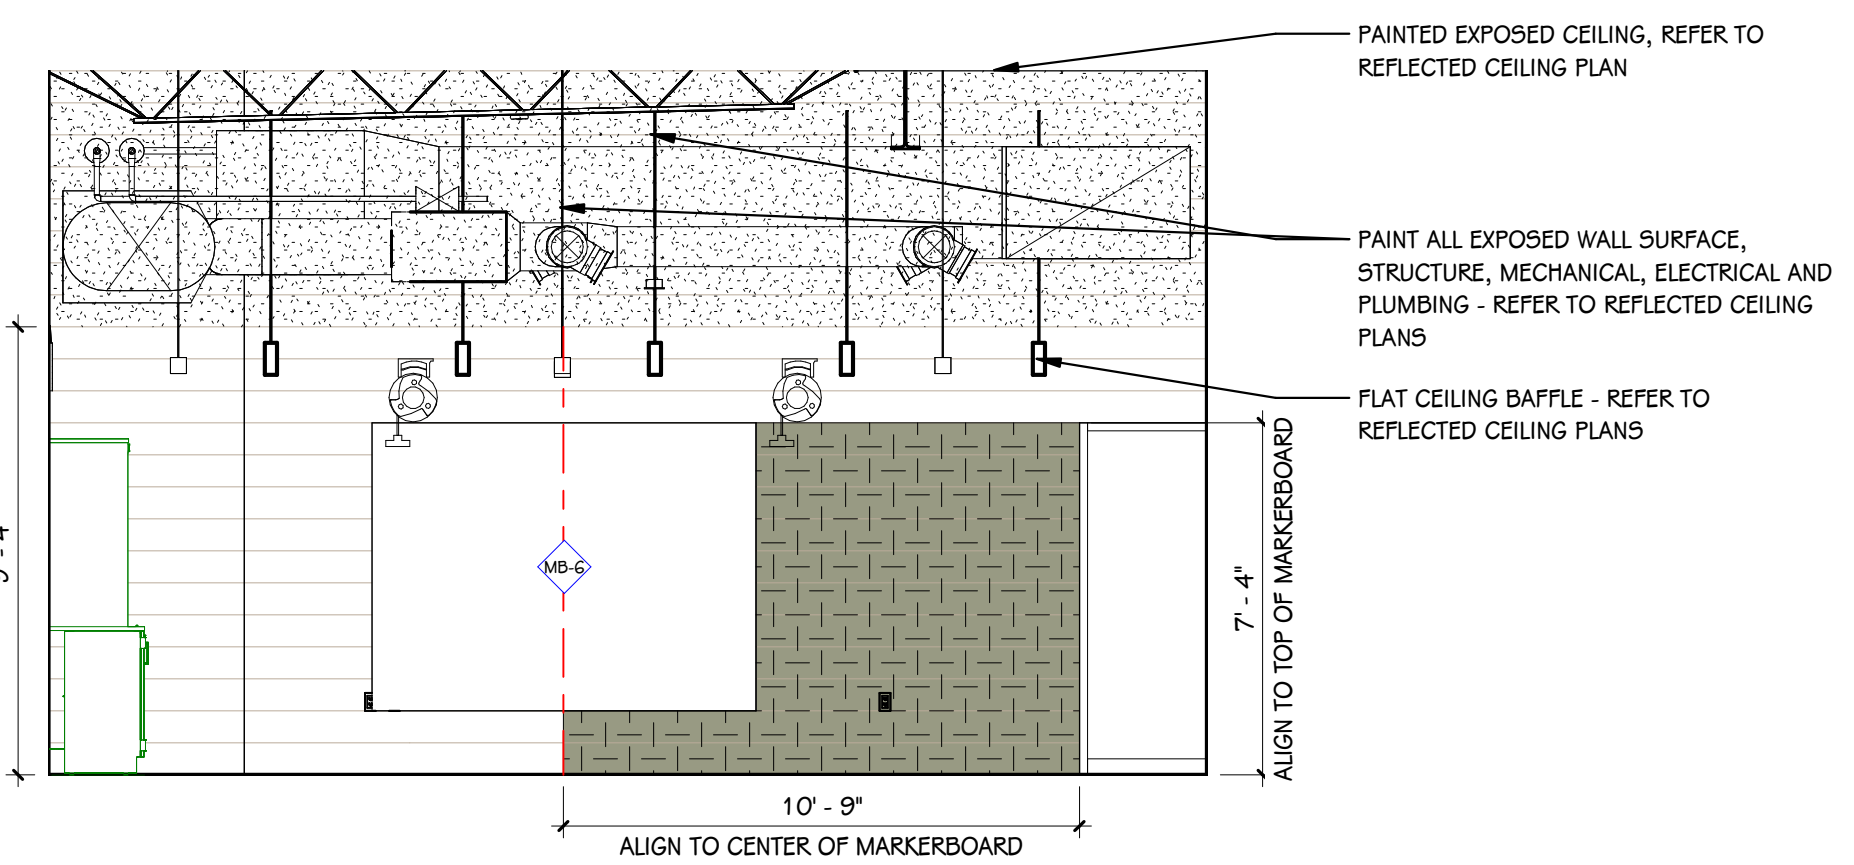 PAINTED EXPOSED CEILING, REFER TO
REFLECTED CEILING PLAN
PAINT ALL EXPOSED WALL SURFACE,
STRUCTURE, MECHANICAL, ELECTRICAL AND
PLUMBING - REFER TO REFLECTED CEILING
PLANS
FLAT CEILING BAFFLE - REFER TO
REFLECTED CEILING PLANS
MB-6
7' - 4"
ALIGN TO TOP OF MARKERBOARD
10' - 9"
ALIGN TO CENTER OF MARKERBOARD